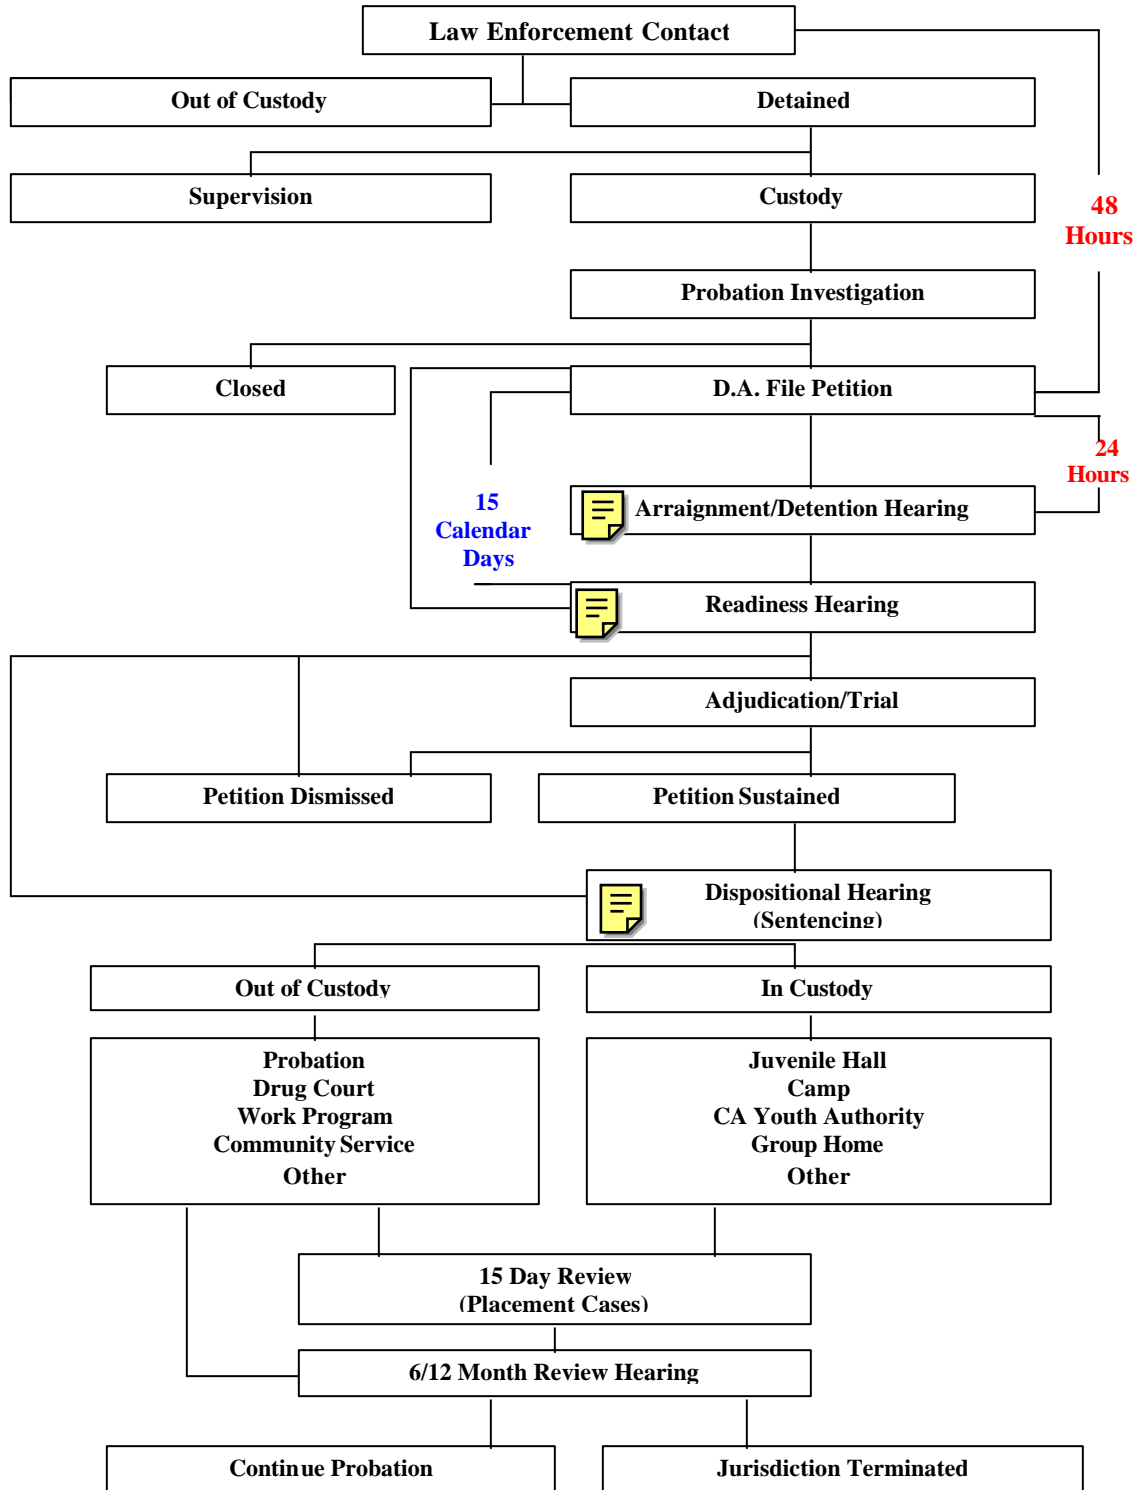 Law Enforcement Contact
Out of Custody
Detained
Supervision
Custody
48
Hours
Probation Investigation
Closed
D.A. File Petition
24
Hours
15
Calendar
Days
Arraignment/Detention Hearing
Readiness Hearing
Adjudication/Trial
Petition Dismissed
Petition Sustained
Dispositional Hearing
(Sentencing)
Out of Custody
In Custody
Probation
Drug Court
Work Program
Community Service
Other
Juvenile Hall
Camp
CA Youth Authority
Group Home
Other
15 Day Review
(Placement Cases)
6/12 Month Review Hearing
Continue Probation
Jurisdiction Terminated